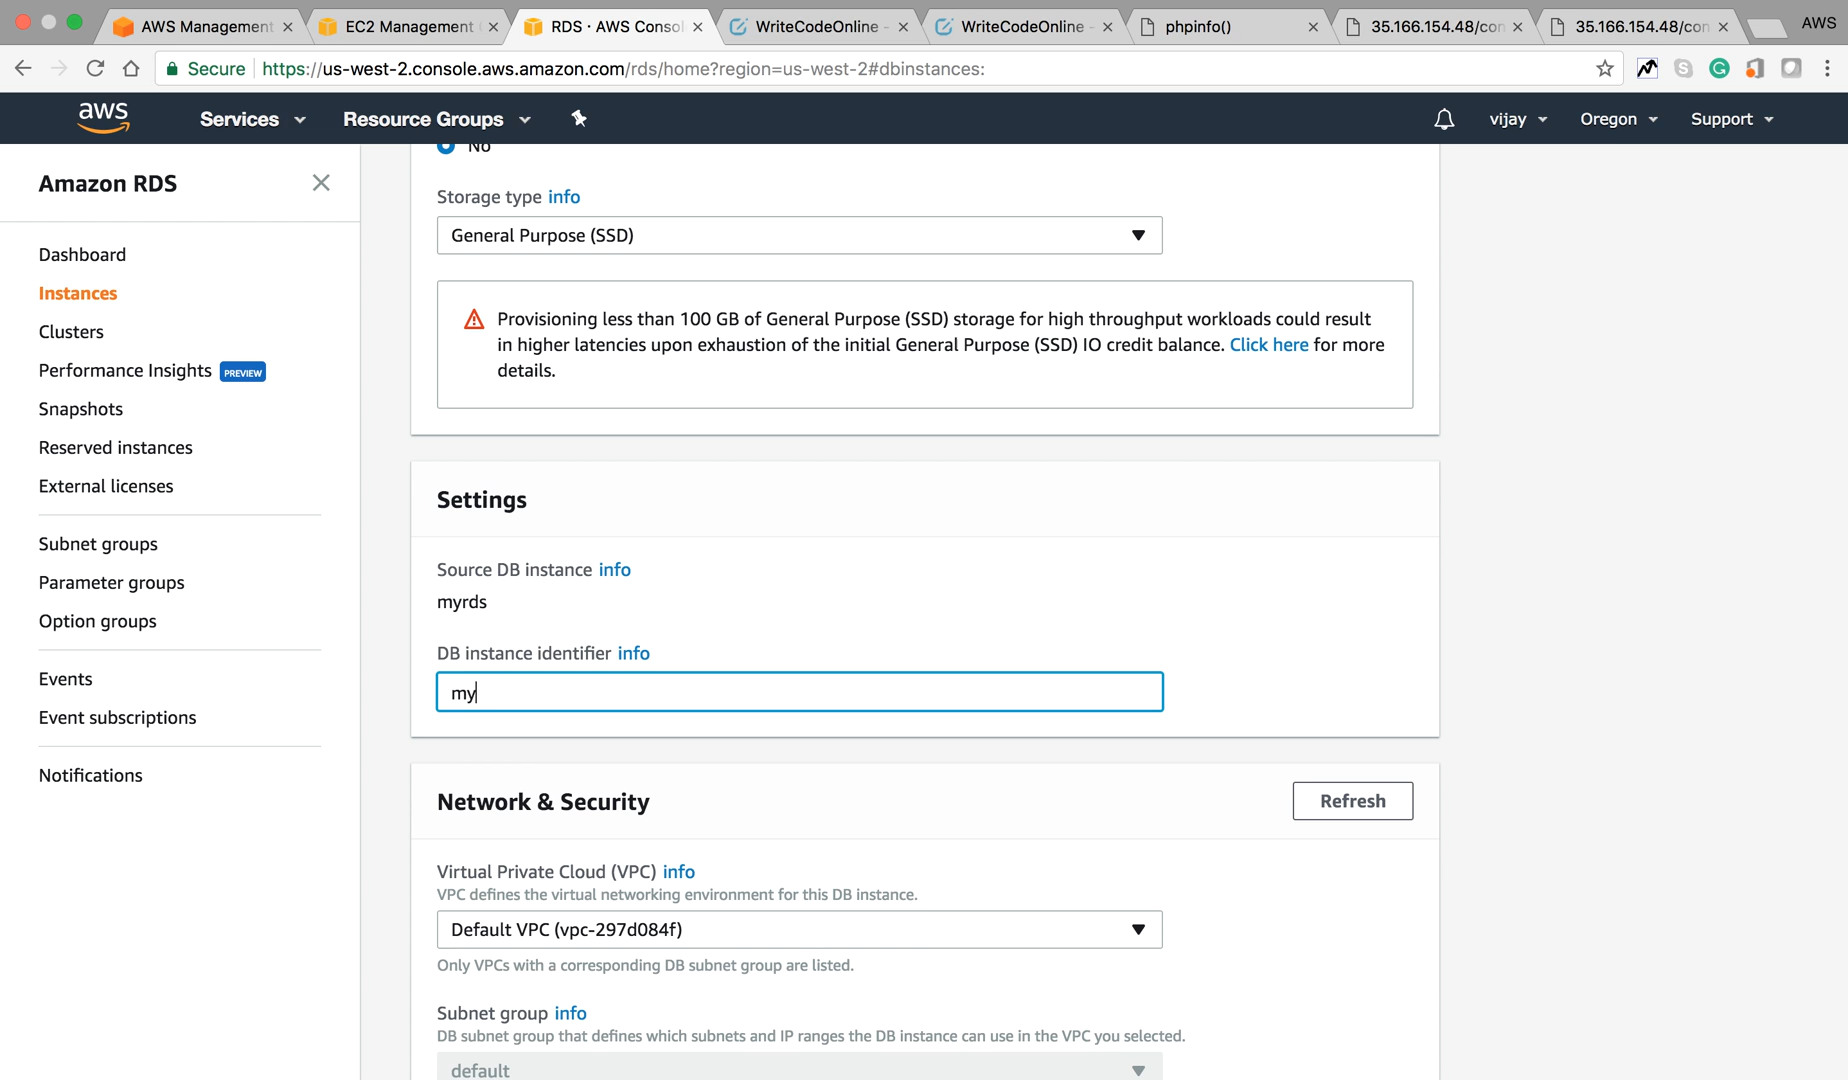 AWS Management
EC2 Management
RDS · AWS Consol
WriteCodeOnline -
WriteCodeOnline -
phpinfo()
35.166.154.48/con
35.166.154.48/con
AWS
Secure
https://us-west-2.console.aws.amazon.com/rds/home?region=us-west-2#dbinstances:
aws
Services
Resource Groups
vijay
Oregon
Support
Amazon RDS
Dashboard
Instances
Clusters
Performance Insights PREVIEW
Snapshots
Reserved instances
External licenses
Subnet groups
Parameter groups
Option groups
Events
Event subscriptions
Notifications
No
Storage type info
General Purpose (SSD)
Provisioning less than 100 GB of General Purpose (SSD) storage for high throughput workloads could result
in higher latencies upon exhaustion of the initial General Purpose (SSD) IO credit balance. Click here for more
details.
Settings
Source DB instance info
myrds
DB instance identifier info
my
Network & Security
Refresh
Virtual Private Cloud (VPC) info
VPC defines the virtual networking environment for this DB instance.
Default VPC (vpc-297d084f)
Only VPCs with a corresponding DB subnet group are listed.
Subnet group info
DB subnet group that defines which subnets and IP ranges the DB instance can use in the VPC you selected.
default